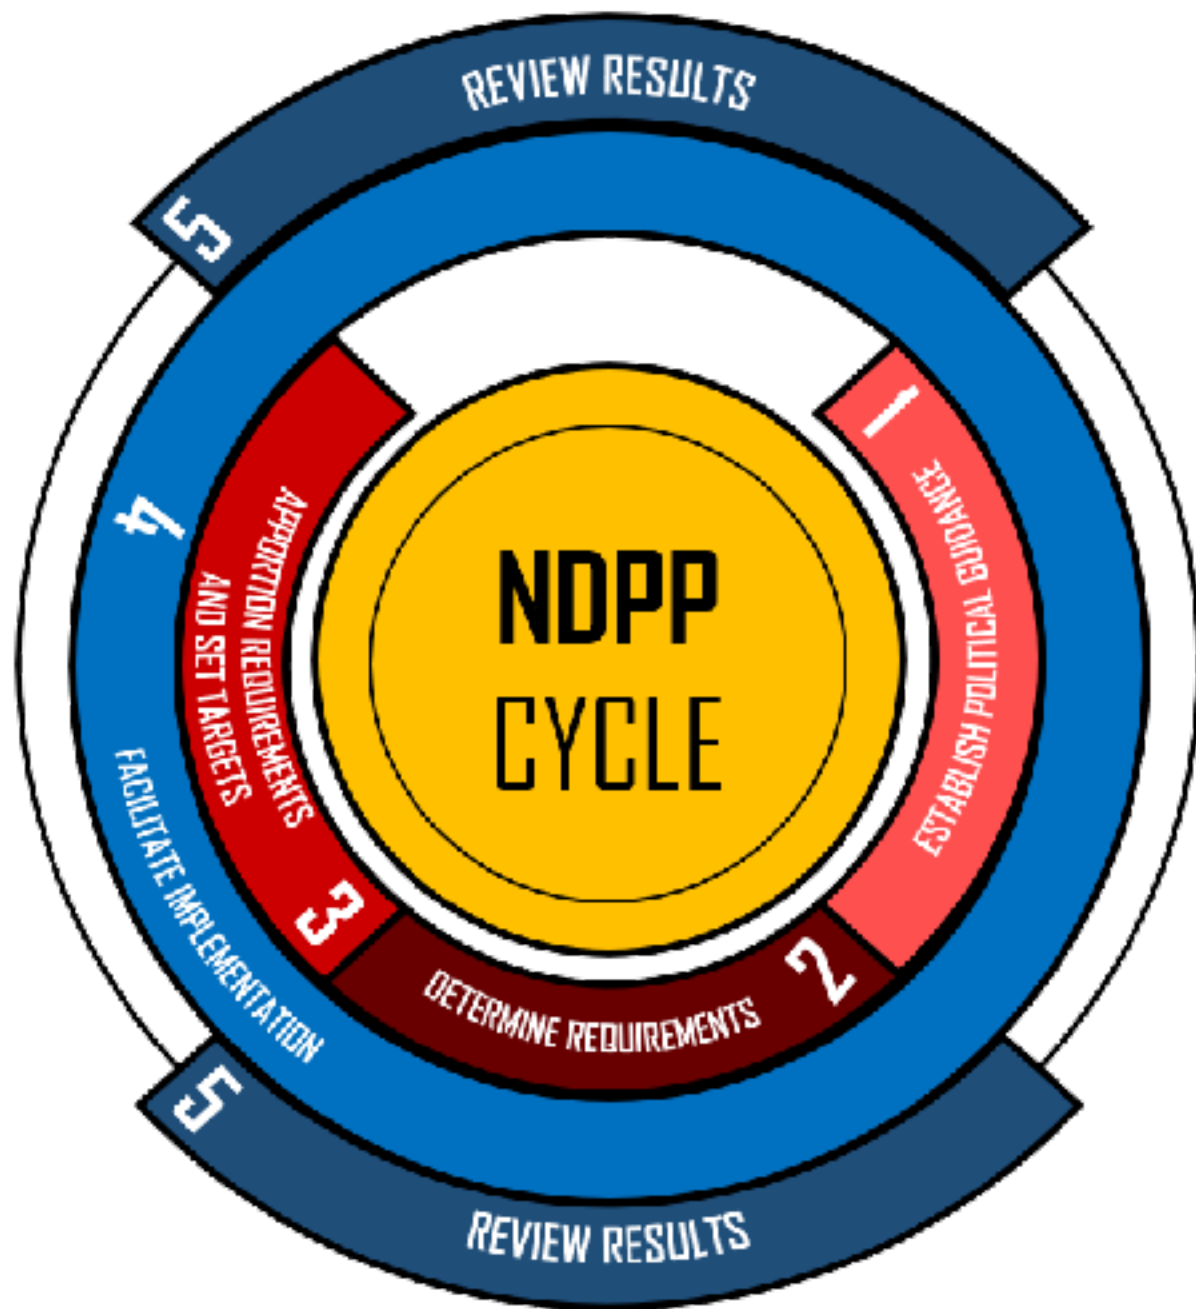 REVIEW RESULTS
5
1
ESTABLISH POLITICAL GUIDANCE
2
DETERMINE REQUIREMENTS
3
APPORTION REQUIREMENTS
AND SET TARGETS
4
FACILITATE IMPLEMENTATION
NDPP
CYCLE
5
REVIEW RESULTS